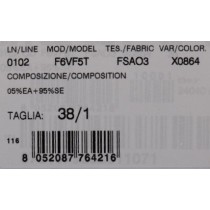 LN/LINE MOD/MODEL TES./FABRIC VAR/COLOR.
0102 F6VF5T FSAO3 X0864
COMPOSIZIONE/COMPOSITION
05%EA+95%SE
TAGLIA: 38/1
116
8 052087 764216